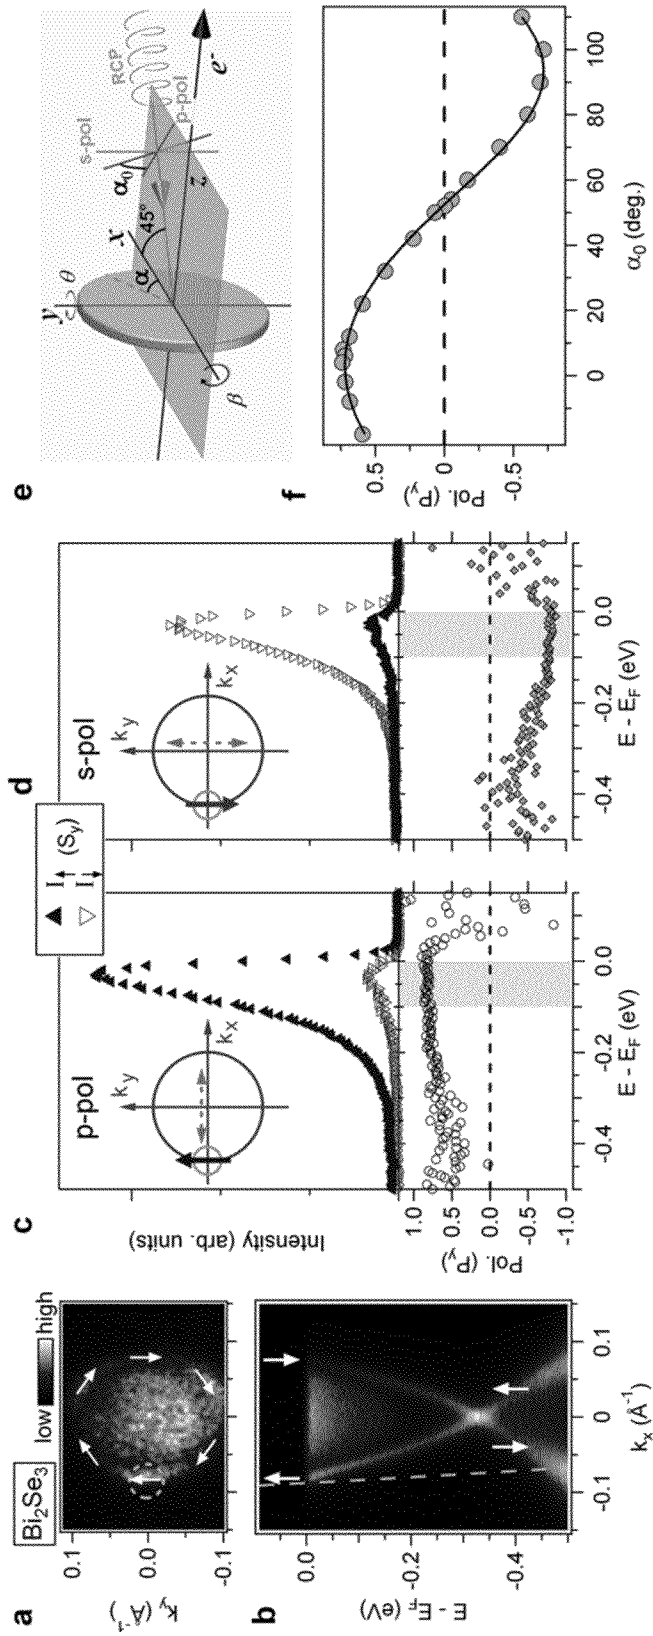 a
Bi2Se3
low high
0.1
0.0
-0.1
ky (Å-1)
b
0.0
-0.2
-0.4
E - EF (eV)
-0.1 0 0.1
kx (Å-1)
c
p-pol
ky
kx
Intensity (arb. units)
1.0
0.5
0.0
-0.5
-1.0
Pol. (Py)
-0.4 -0.2 0.0
E - EF (eV)
I↑
I↓ (Sy)
d
s-pol
ky
kx
-0.4 -0.2 0.0
E - EF (eV)
e
y
θ
x
α
45°
α0
s-pol
p-pol
RCP
z
e-
β
f
0.5
0
-0.5
Pol. (Py)
0 20 40 60 80 100
α0 (deg.)